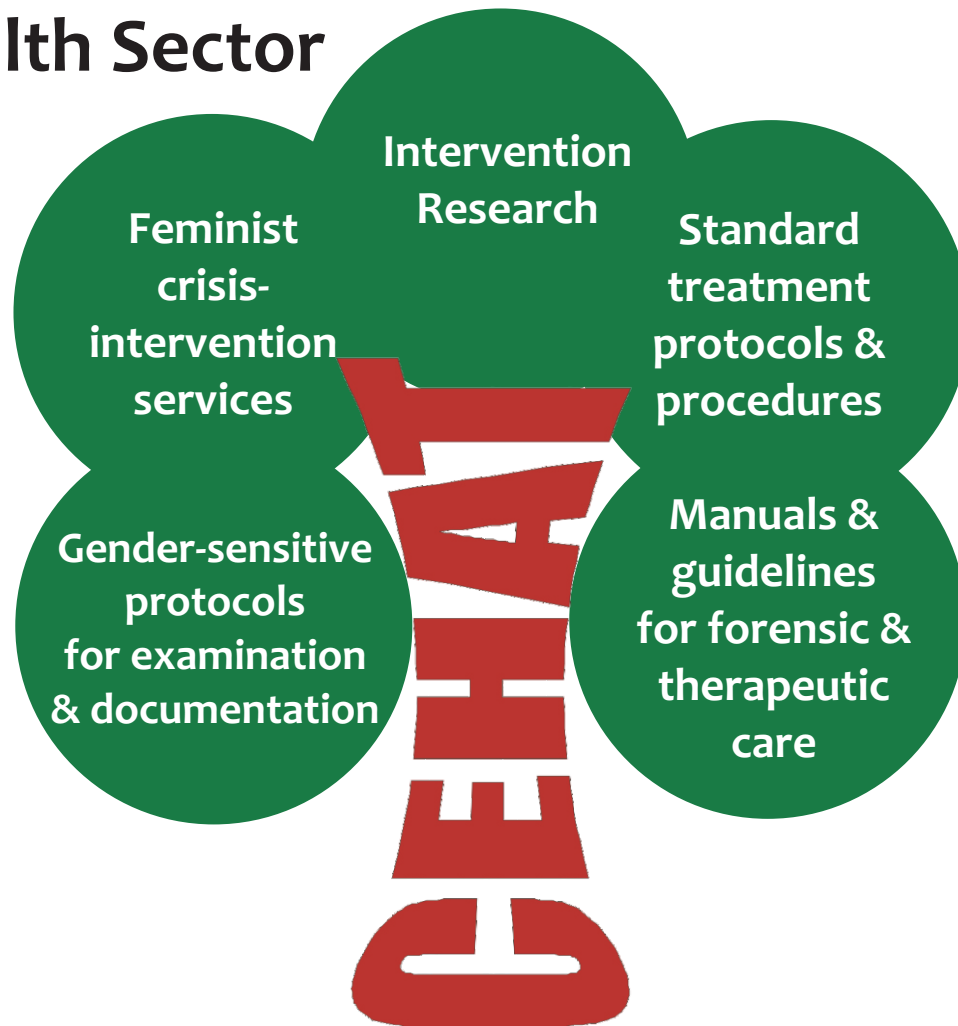 lth Sector
Intervention
Research
Feminist
crisis-
intervention
services
Standard
treatment
protocols &
procedures
Gender-sensitive
protocols
for examination
& documentation
Manuals &
guidelines
for forensic &
therapeutic
care
CEHAT